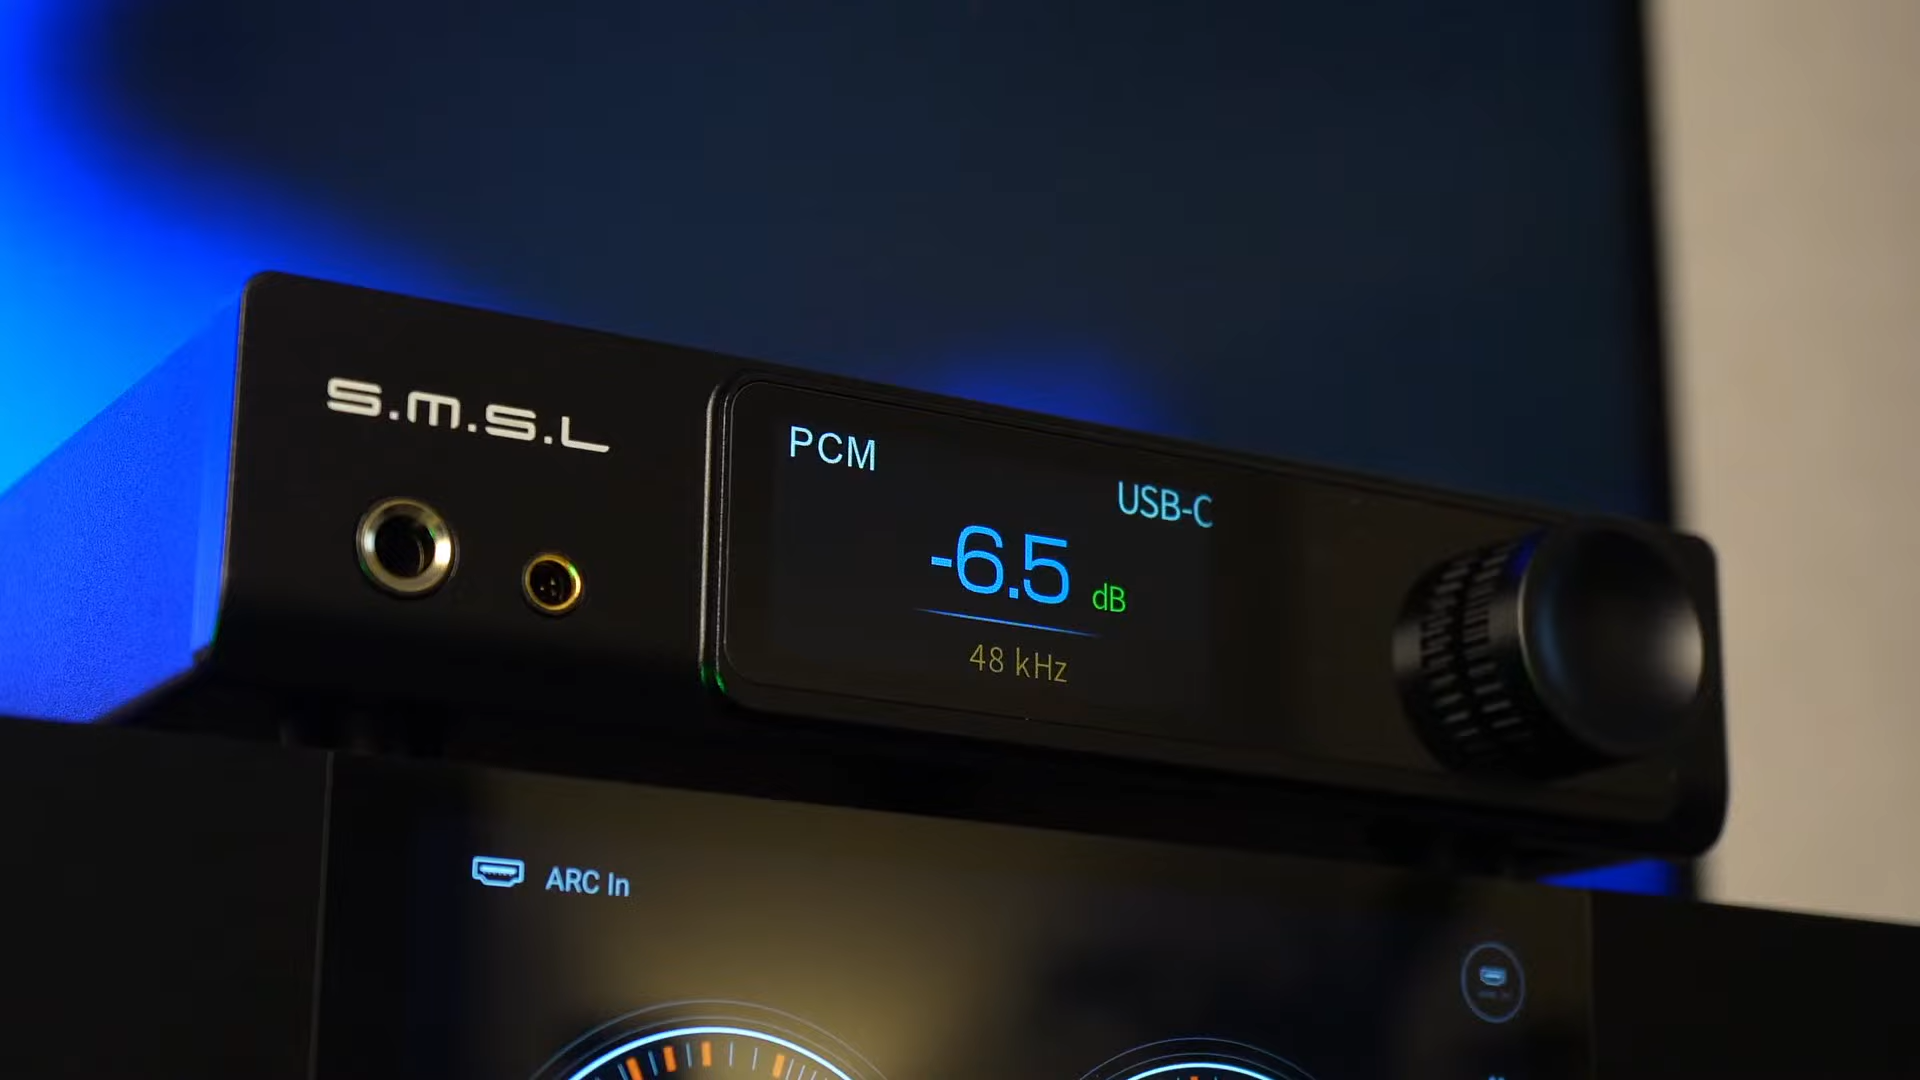 S.M.S.L
PCM
USB-C
-6.5 dB
48 kHz
ARC In